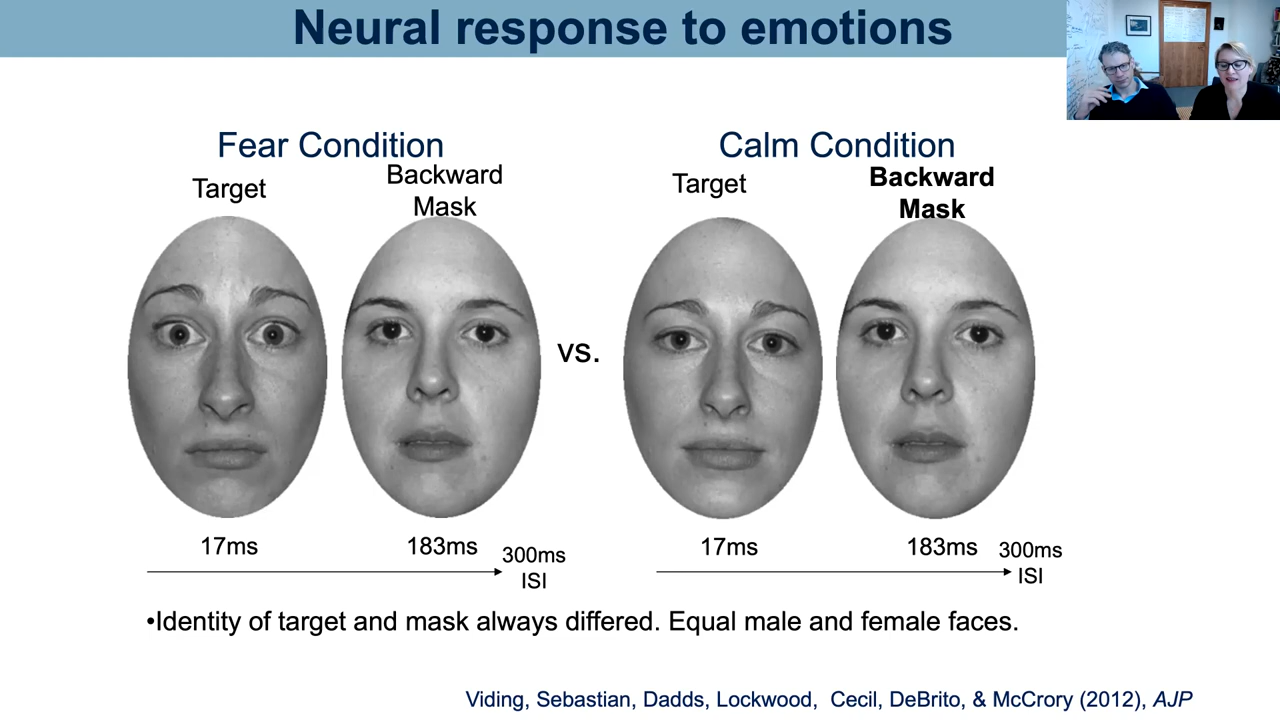 Neural response to emotions
Fear Condition
Target
Backward
Mask
vs.
Calm Condition
Target
Backward
Mask
17ms
183ms
300ms
ISI
17ms
183ms
300ms
ISI
•Identity of target and mask always differed. Equal male and female faces.
Viding, Sebastian, Dadds, Lockwood, Cecil, DeBrito, & McCrory (2012), AJP